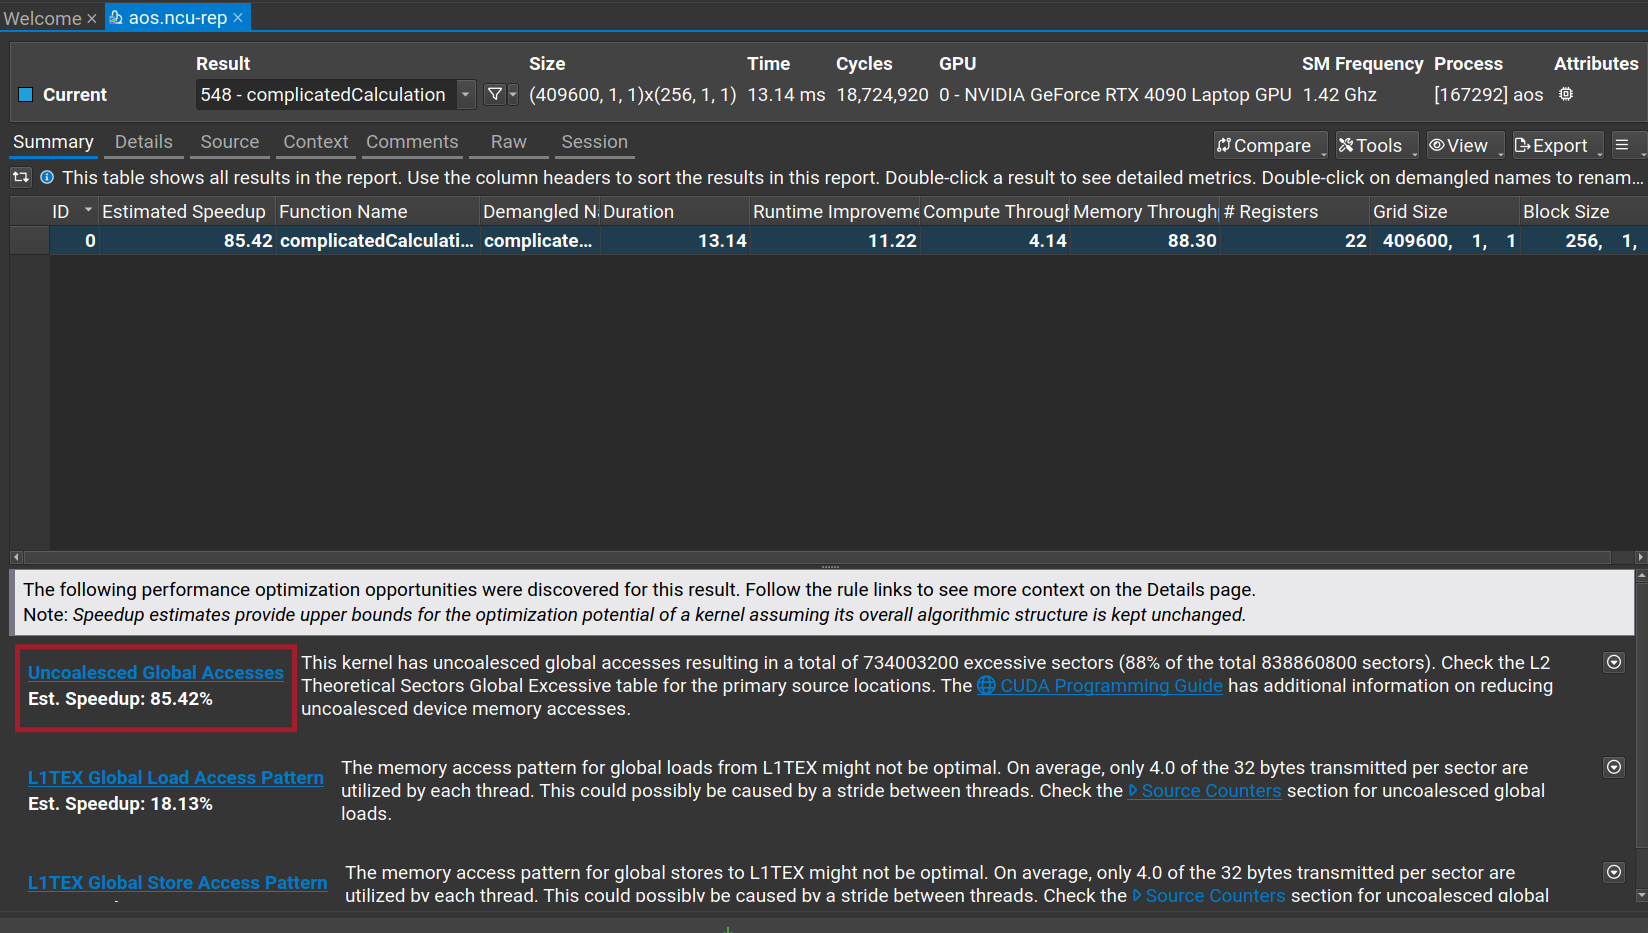 Welcome × aos.ncu-rep ×
Result Size Time Cycles GPU SM Frequency Process Attributes
Current 548 - complicatedCalculation (409600, 1, 1)x(256, 1, 1) 13.14 ms 18,724,920 0 - NVIDIA GeForce RTX 4090 Laptop GPU 1.42 Ghz [167292] aos
Summary Details Source Context Comments Raw Session Compare Tools View Export
This table shows all results in the report. Use the column headers to sort the results in this report. Double-click a result to see detailed metrics. Double-click on demangled names to renam...
ID Estimated Speedup Function Name Demangled N Duration Runtime Improveme Compute Through Memory Through # Registers Grid Size Block Size
0 85.42 complicatedCalculati... complicate... 13.14 11.22 4.14 88.30 22 409600, 1, 1 256, 1,
The following performance optimization opportunities were discovered for this result. Follow the rule links to see more context on the Details page.
Note: Speedup estimates provide upper bounds for the optimization potential of a kernel assuming its overall algorithmic structure is kept unchanged.
Uncoalesced Global Accesses
Est. Speedup: 85.42%
This kernel has uncoalesced global accesses resulting in a total of 734003200 excessive sectors (88% of the total 838860800 sectors). Check the L2
Theoretical Sectors Global Excessive table for the primary source locations. The CUDA Programming Guide has additional information on reducing
uncoalesced device memory accesses.
L1TEX Global Load Access Pattern
Est. Speedup: 18.13%
The memory access pattern for global loads from L1TEX might not be optimal. On average, only 4.0 of the 32 bytes transmitted per sector are
utilized by each thread. This could possibly be caused by a stride between threads. Check the Source Counters section for uncoalesced global
loads.
L1TEX Global Store Access Pattern
The memory access pattern for global stores to L1TEX might not be optimal. On average, only 4.0 of the 32 bytes transmitted per sector are
utilized by each thread. This could possibly be caused by a stride between threads. Check the Source Counters section for uncoalesced global